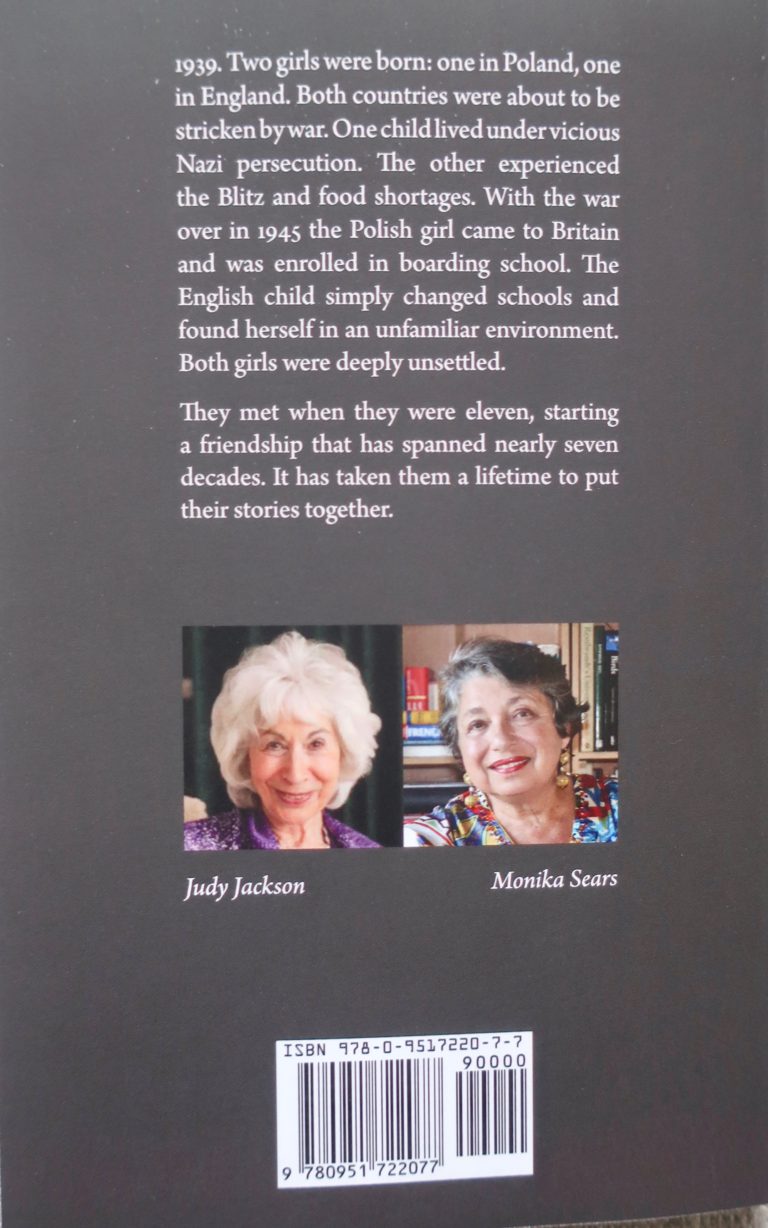 1939. Two girls were born: one in Poland, one
in England. Both countries were about to be
stricken by war. One child lived under vicious
Nazi persecution. The other experienced
the Blitz and food shortages. With the war
over in 1945 the Polish girl came to Britain
and was enrolled in boarding school. The
English child simply changed schools and
found herself in an unfamiliar environment.
Both girls were deeply unsettled.
They met when they were eleven, starting
a friendship that has spanned nearly seven
decades. It has taken them a lifetime to put
their stories together.
Judy Jackson
Monika Sears
ISBN 978-0-9517220-7-7
90000
9 780951 722077